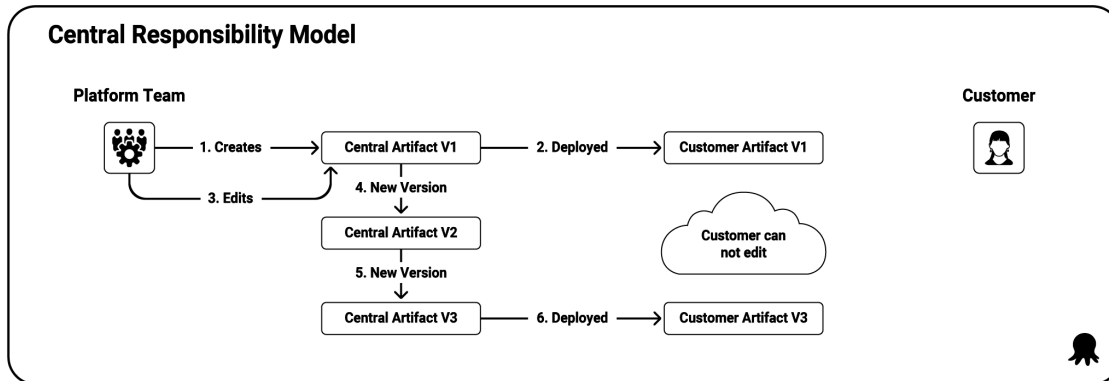 Central Responsibility Model
Platform Team
Customer
1. Creates
Central Artifact V1
2. Deployed
Customer Artifact V1
3. Edits
4. New Version
Central Artifact V2
Customer can
not edit
5. New Version
Central Artifact V3
6. Deployed
Customer Artifact V3